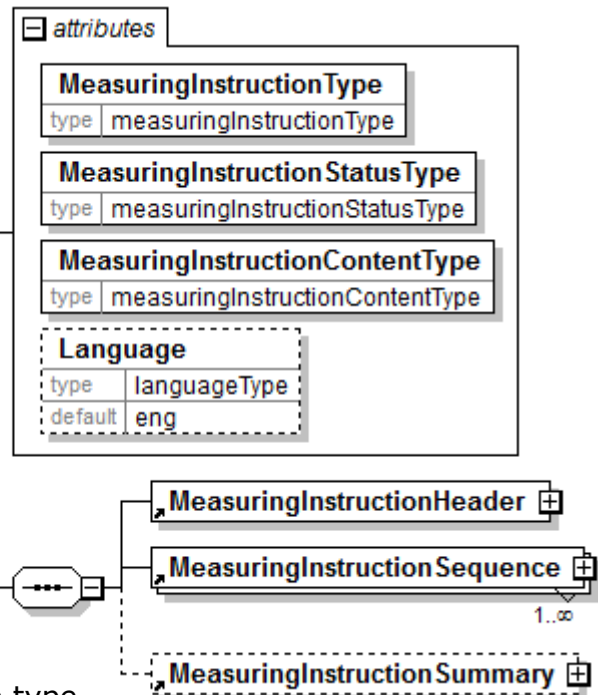 attributes
MeasuringInstructionType
type measuringInstructionType
MeasuringInstructionStatusType
type measuringInstructionStatusType
MeasuringInstructionContentType
type measuringInstructionContentType
Language
type languageType
default eng
MeasuringInstructionHeader
MeasuringInstructionSequence
1..∞
MeasuringInstructionSummary
type